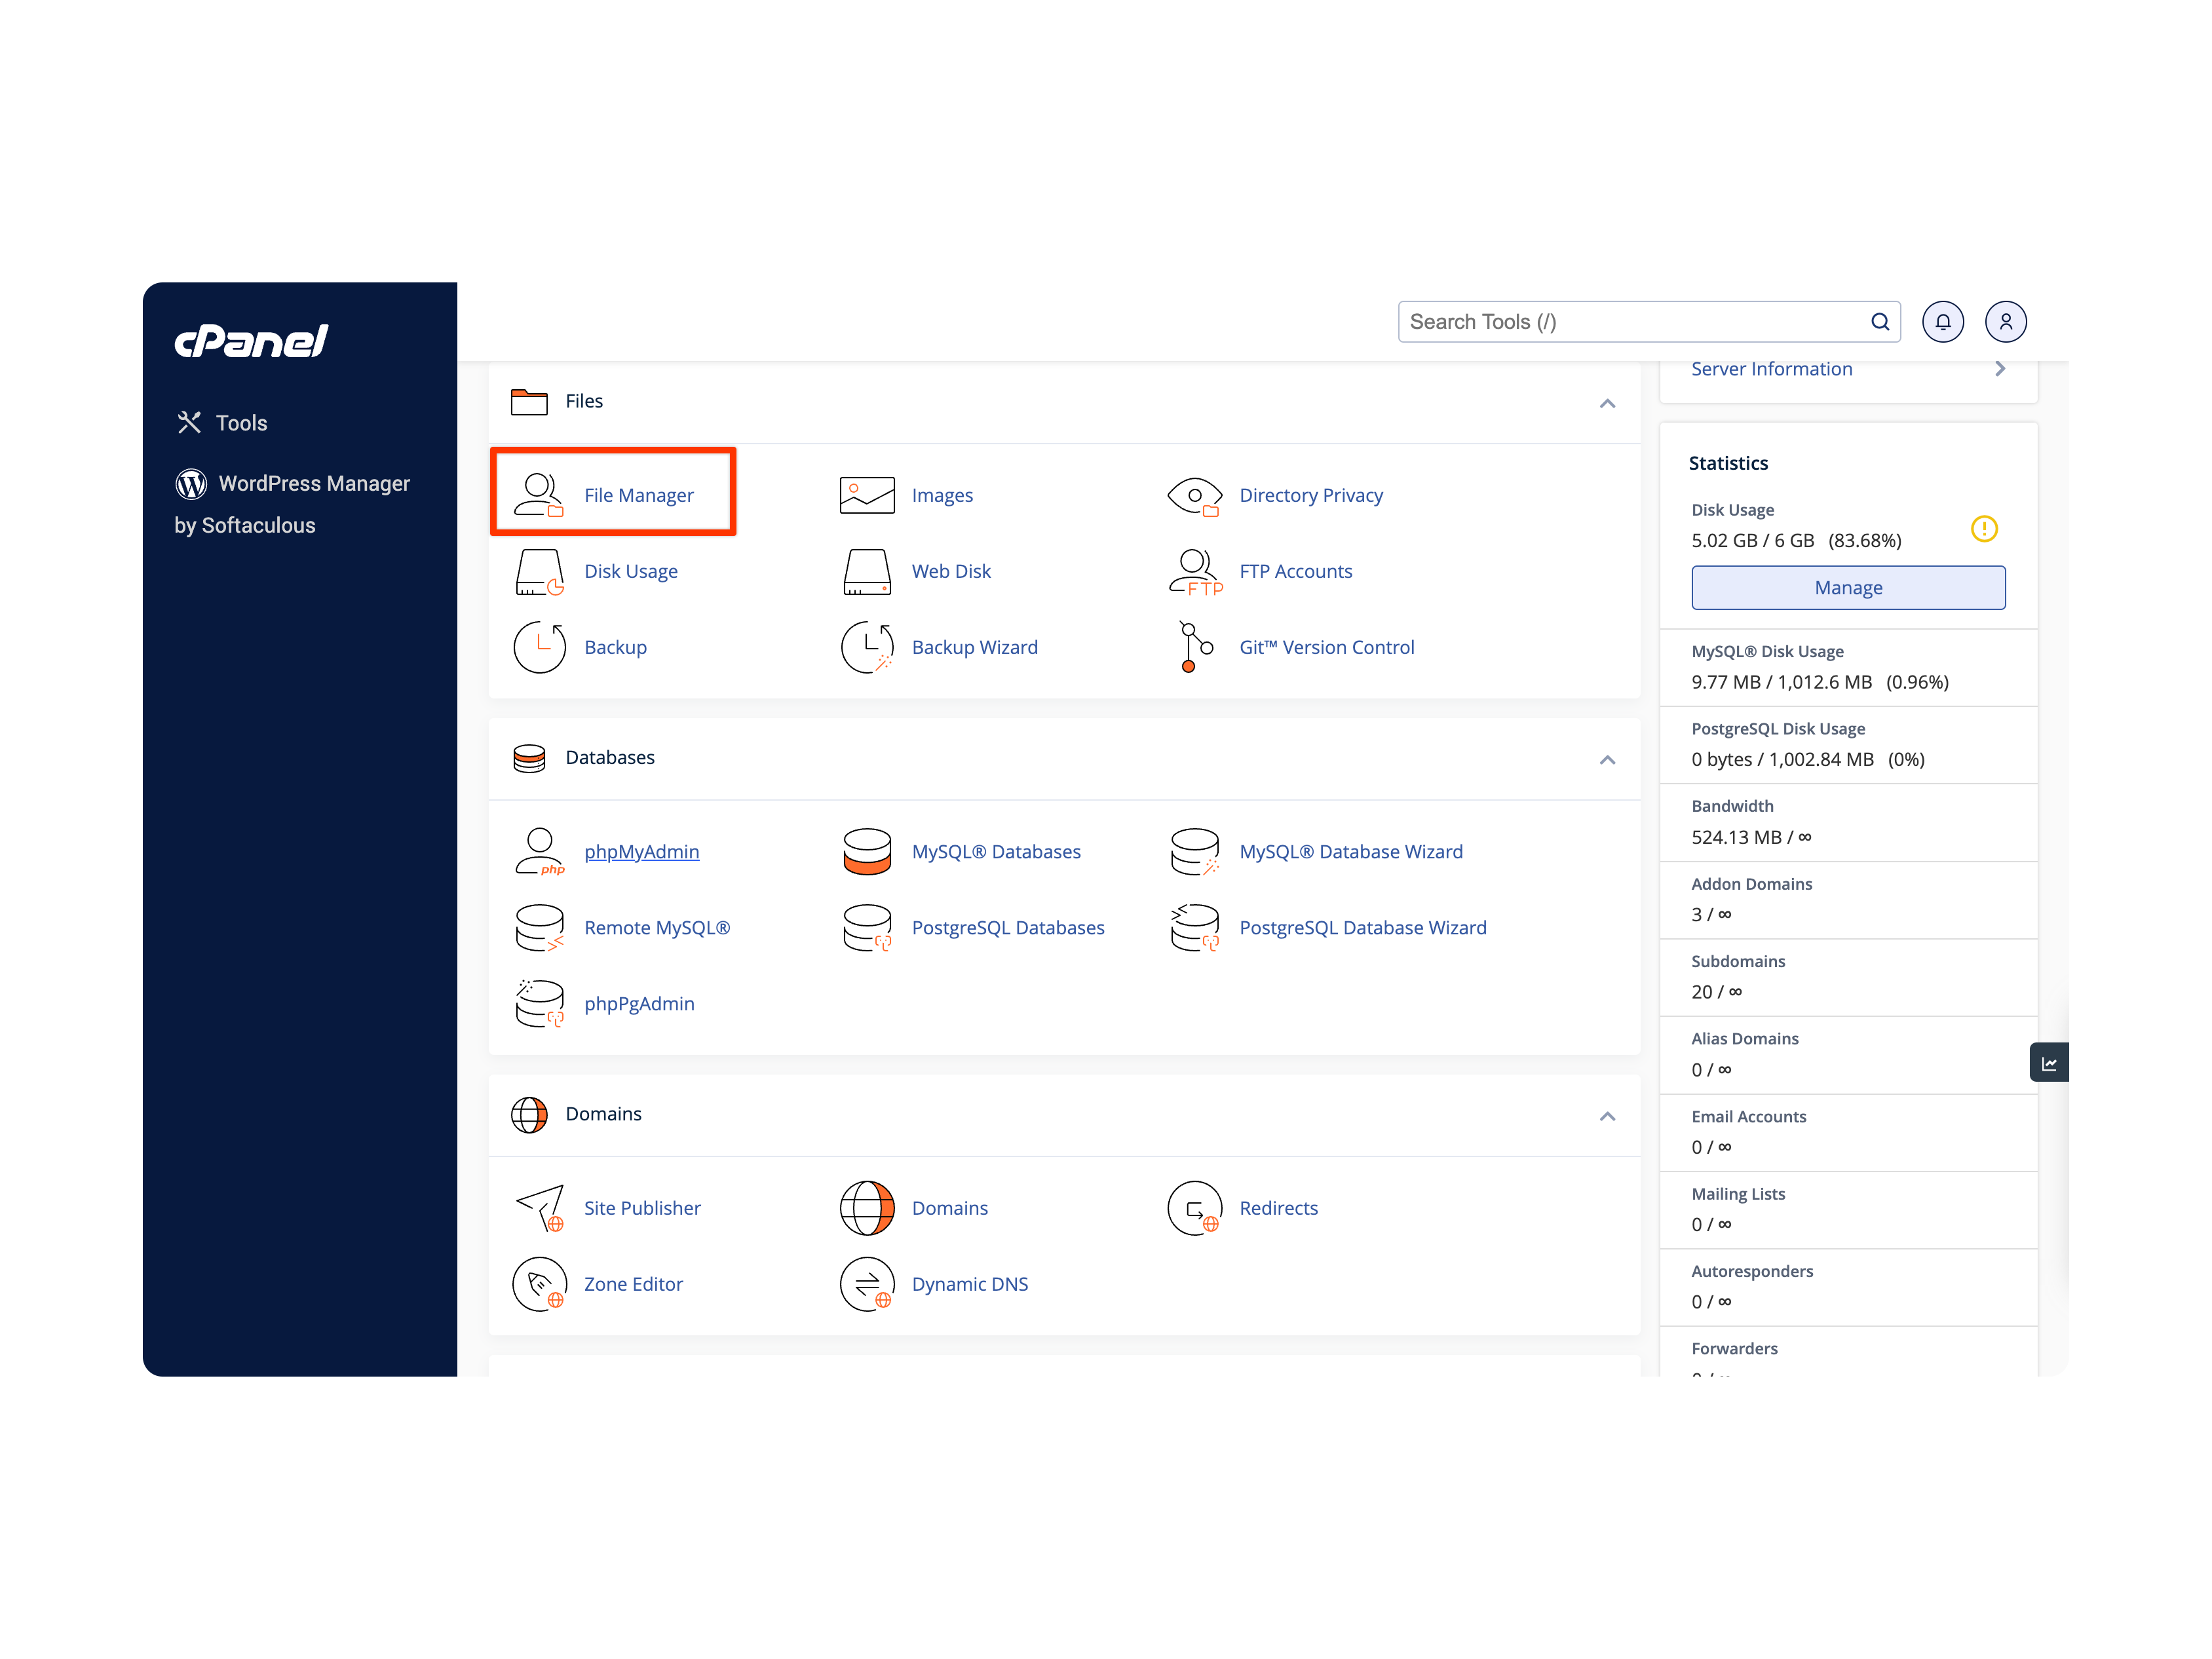 cPanel
Tools
WordPress Manager
by Softaculous
Search Tools (/)
Files
File Manager
Images
Directory Privacy
Disk Usage
Web Disk
FTP Accounts
FTP
Backup
Backup Wizard
Git™ Version Control
Databases
phpMyAdmin
php
MySQL® Databases
MySQL® Database Wizard
Remote MySQL®
PostgreSQL Databases
PostgreSQL Database Wizard
phpPgAdmin
Domains
Site Publisher
Domains
Redirects
Zone Editor
Dynamic DNS
Server Information
Statistics
Disk Usage
5.02 GB / 6 GB (83.68%)
Manage
MySQL® Disk Usage
9.77 MB / 1,012.6 MB (0.96%)
PostgreSQL Disk Usage
0 bytes / 1,002.84 MB (0%)
Bandwidth
524.13 MB / ∞
Addon Domains
3 / ∞
Subdomains
20 / ∞
Alias Domains
0 / ∞
Email Accounts
0 / ∞
Mailing Lists
0 / ∞
Autoresponders
0 / ∞
Forwarders